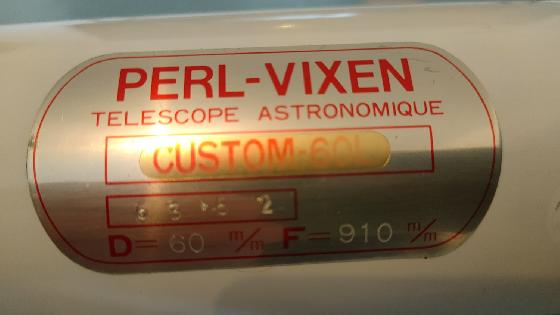 PERL-VIXEN
TELESCOPE ASTRONOMIQUE
CUSTOM-60L
D=60 m/m F=910 m/m